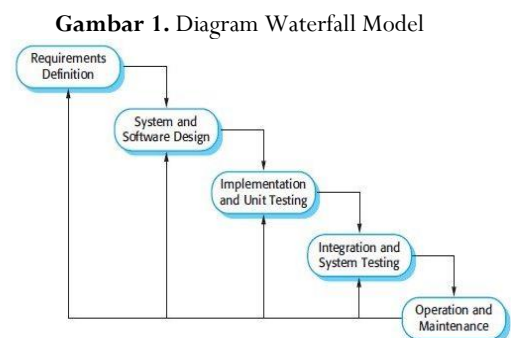 Gambar 1. Diagram Waterfall Model
Requirements
Definition
System and
Software Design
Implementation
and Unit Testing
Integration and
System Testing
Operation and
Maintenance